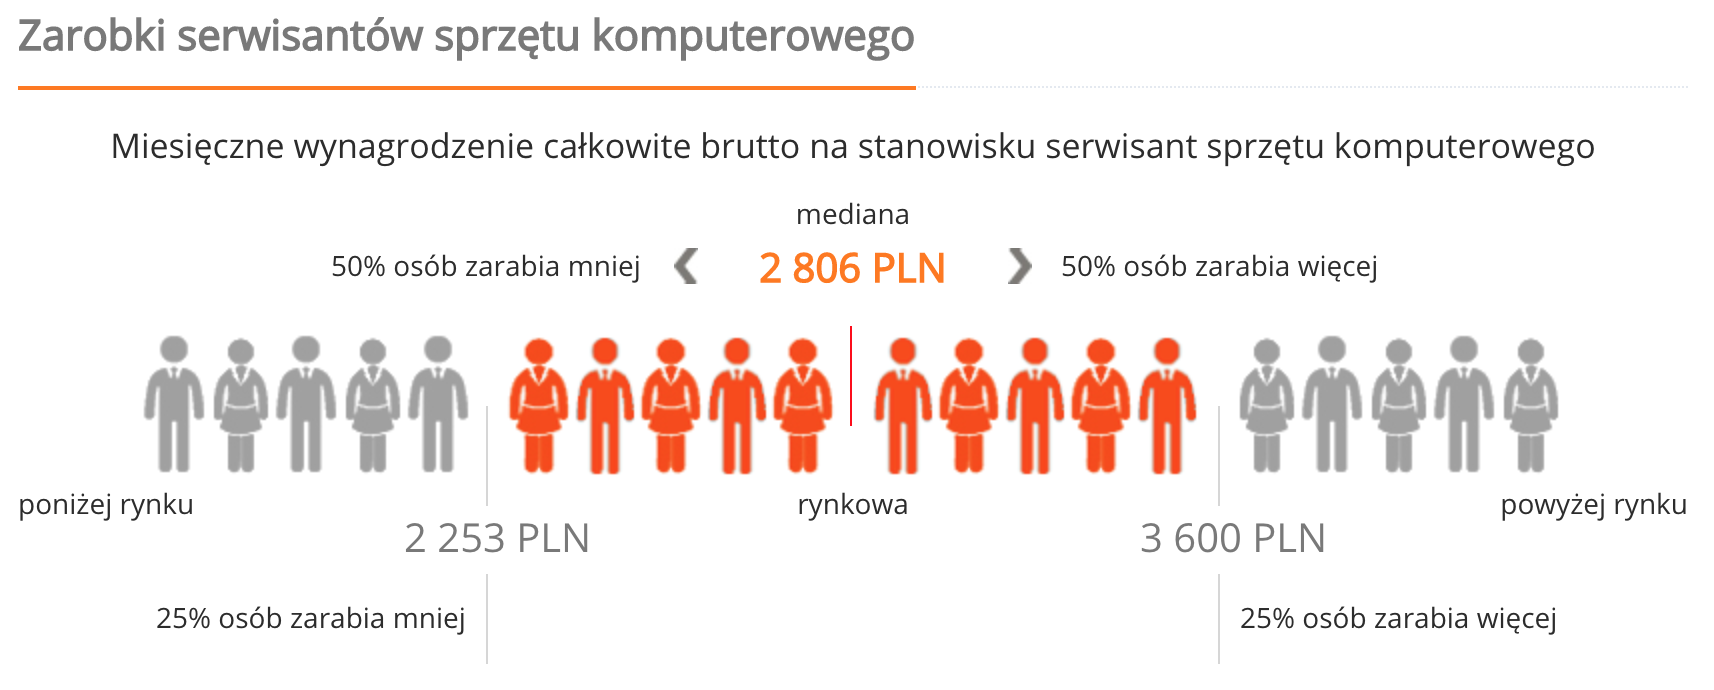 Zarobki serwisantów sprzętu komputerowego
Miesięczne wynagrodzenie całkowite brutto na stanowisku serwisant sprzętu komputerowego
mediana
50% osób zarabia mniej 2 806 PLN 50% osób zarabia więcej
poniżej rynku rynkowa powyżej rynku
2 253 PLN 3 600 PLN
25% osób zarabia mniej 25% osób zarabia więcej